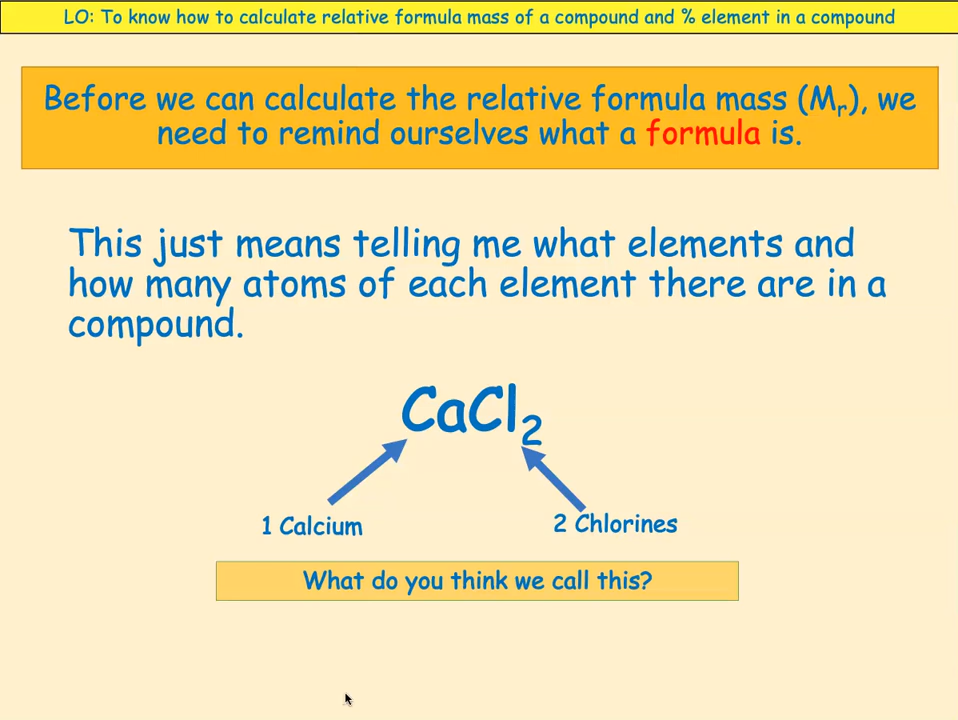 LO: To know how to calculate relative formula mass of a compound and % element in a compound
Before we can calculate the relative formula mass (Mᵣ), we
need to remind ourselves what a formula is.
This just means telling me what elements and
how many atoms of each element there are in a
compound.
CaCl₂
1 Calcium
2 Chlorines
What do you think we call this?